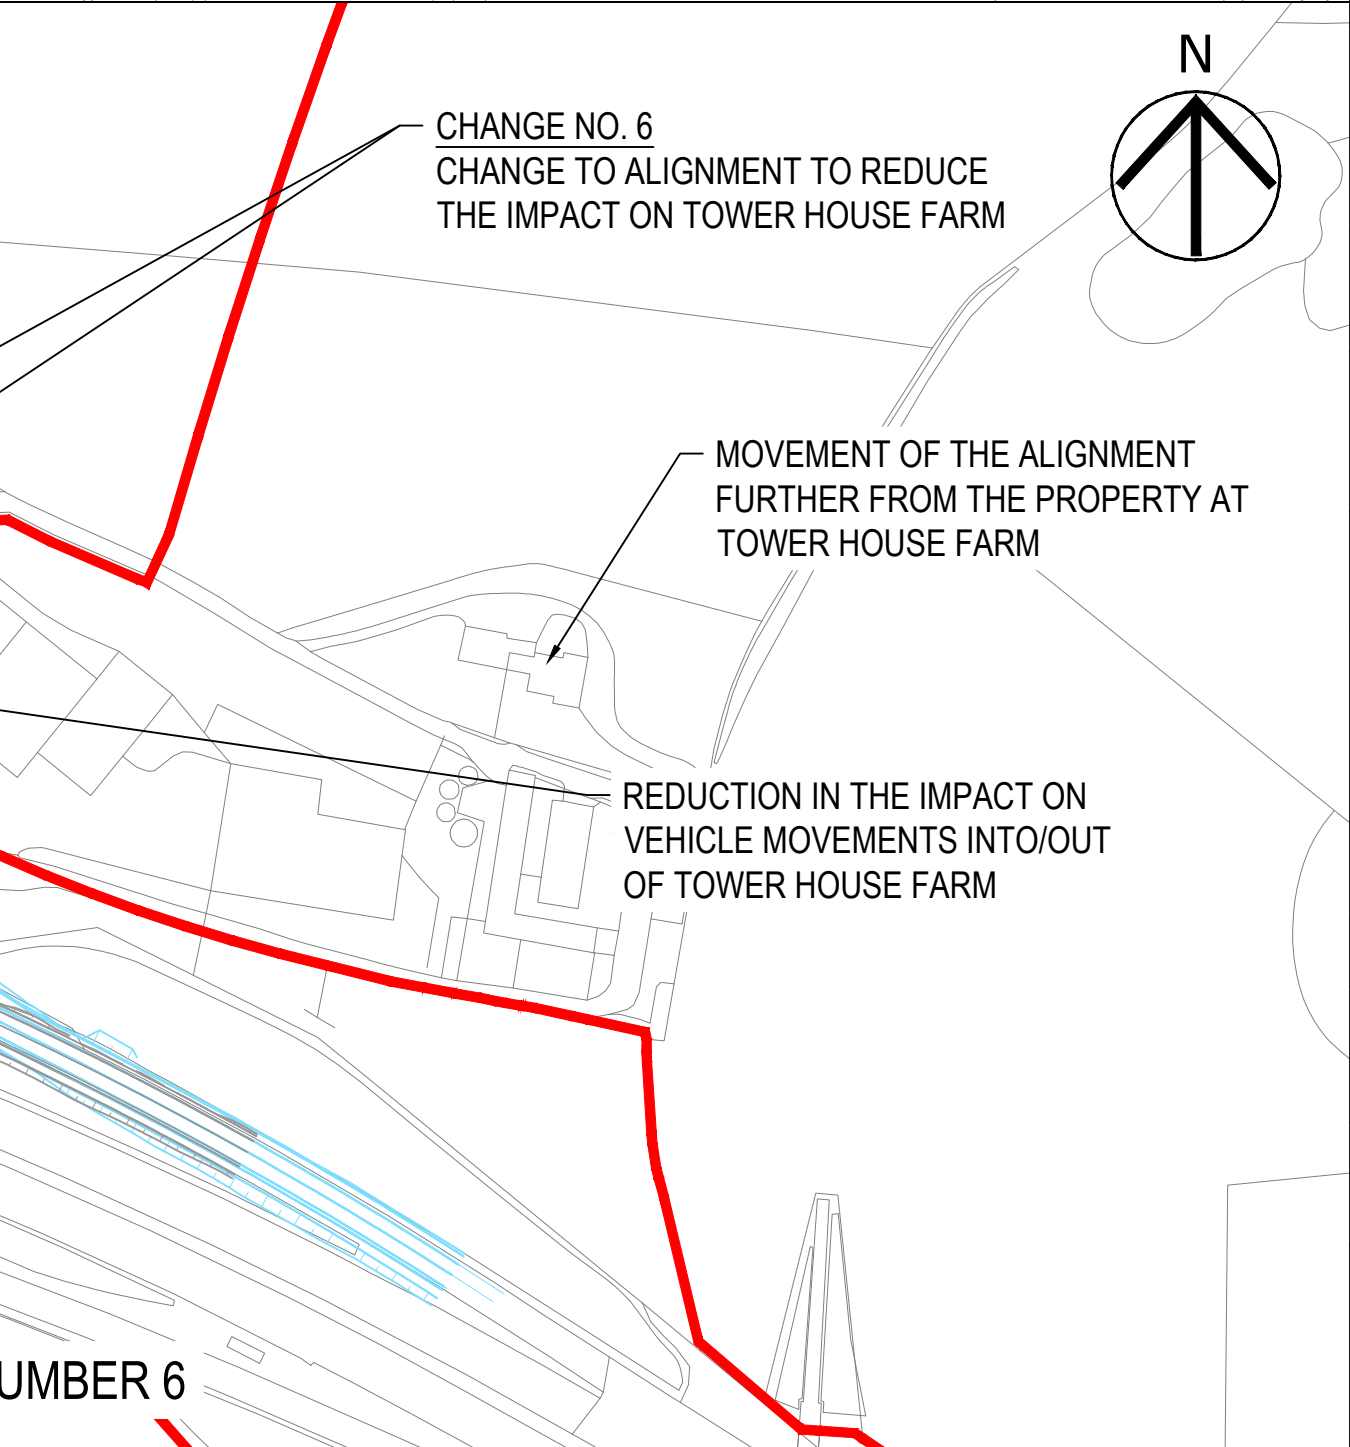 N
CHANGE NO. 6
CHANGE TO ALIGNMENT TO REDUCE
THE IMPACT ON TOWER HOUSE FARM
MOVEMENT OF THE ALIGNMENT
FURTHER FROM THE PROPERTY AT
TOWER HOUSE FARM
REDUCTION IN THE IMPACT ON
VEHICLE MOVEMENTS INTO/OUT
OF TOWER HOUSE FARM
UMBER 6